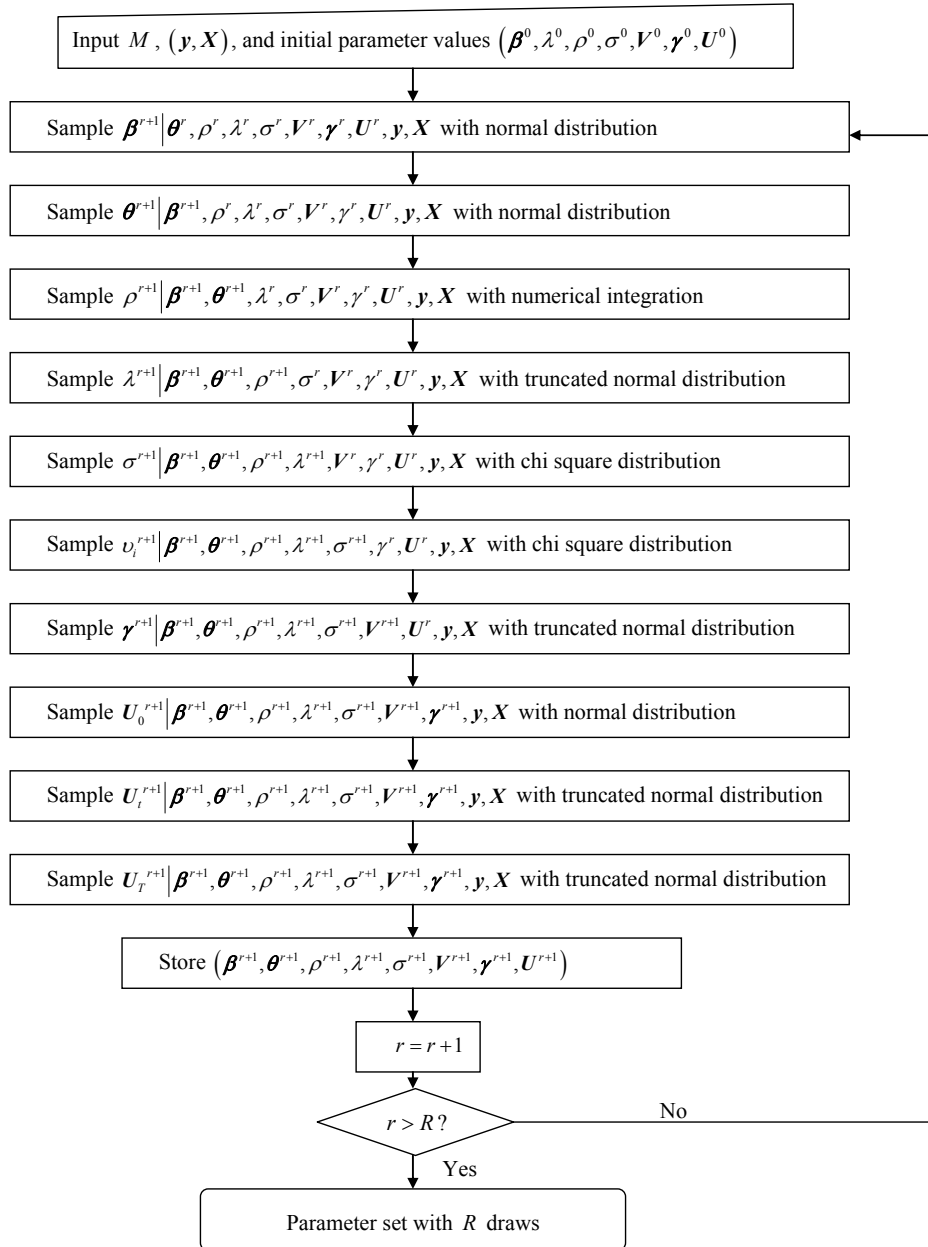 Input M, (y, X), and initial parameter values (β⁰, λ⁰, ρ⁰, σ⁰, V⁰, γ⁰, U⁰)
Sample β^{r+1} | θ^r, ρ^r, λ^r, σ^r, V^r, γ^r, U^r, y, X with normal distribution
Sample θ^{r+1} | β^{r+1}, ρ^r, λ^r, σ^r, V^r, γ^r, U^r, y, X with normal distribution
Sample ρ^{r+1} | β^{r+1}, θ^{r+1}, λ^r, σ^r, V^r, γ^r, U^r, y, X with numerical integration
Sample λ^{r+1} | β^{r+1}, θ^{r+1}, ρ^{r+1}, σ^r, V^r, γ^r, U^r, y, X with truncated normal distribution
Sample σ^{r+1} | β^{r+1}, θ^{r+1}, ρ^{r+1}, λ^{r+1}, V^r, γ^r, U^r, y, X with chi square distribution
Sample υ_i^{r+1} | β^{r+1}, θ^{r+1}, ρ^{r+1}, λ^{r+1}, σ^{r+1}, γ^r, U^r, y, X with chi square distribution
Sample γ^{r+1} | β^{r+1}, θ^{r+1}, ρ^{r+1}, λ^{r+1}, σ^{r+1}, V^{r+1}, U^r, y, X with truncated normal distribution
Sample U_0^{r+1} | β^{r+1}, θ^{r+1}, ρ^{r+1}, λ^{r+1}, σ^{r+1}, V^{r+1}, γ^{r+1}, y, X with normal distribution
Sample U_t^{r+1} | β^{r+1}, θ^{r+1}, ρ^{r+1}, λ^{r+1}, σ^{r+1}, V^{r+1}, γ^{r+1}, y, X with truncated normal distribution
Sample U_T^{r+1} | β^{r+1}, θ^{r+1}, ρ^{r+1}, λ^{r+1}, σ^{r+1}, V^{r+1}, γ^{r+1}, y, X with truncated normal distribution
Store (β^{r+1}, θ^{r+1}, ρ^{r+1}, λ^{r+1}, σ^{r+1}, V^{r+1}, γ^{r+1}, U^{r+1})
r = r + 1
r > R ?
No
Yes
Parameter set with R draws